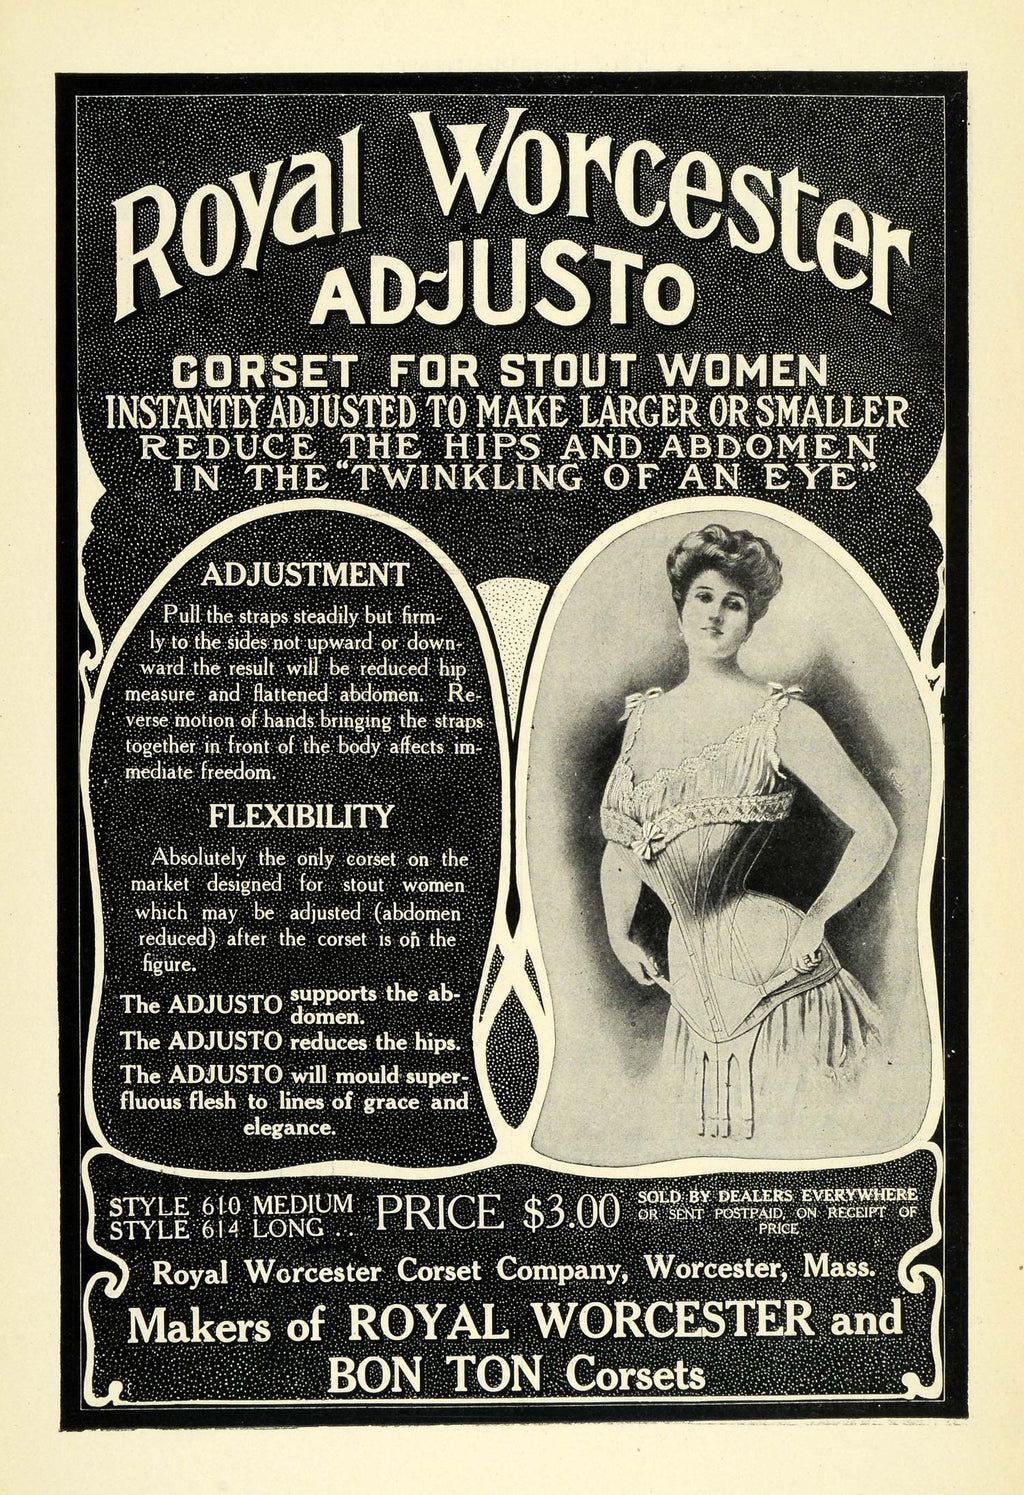 Royal Worcester
ADJUSTO
CORSET FOR STOUT WOMEN
INSTANTLY ADJUSTED TO MAKE LARGER OR SMALLER
REDUCE THE HIPS AND ABDOMEN
IN THE "TWINKLING OF AN EYE"
ADJUSTMENT
Pull the straps steadily but firm-
ly to the sides not upward or down-
ward the result will be reduced hip
measure and flattened abdomen. Re-
verse motion of hands bringing the straps
together in front of the body affects im-
mediate freedom.
FLEXIBILITY
Absolutely the only corset on the
market designed for stout women
which may be adjusted (abdomen
reduced) after the corset is on the
figure.
The ADJUSTO supports the ab-
domen.
The ADJUSTO reduces the hips.
The ADJUSTO will mould super-
fluous flesh to lines of grace and
elegance.
STYLE 610 MEDIUM
STYLE 614 LONG ..
PRICE $3.00
SOLD BY DEALERS EVERYWHERE
OR SENT POSTPAID, ON RECEIPT OF
PRICE
Royal Worcester Corset Company, Worcester, Mass.
Makers of ROYAL WORCESTER and
BON TON Corsets